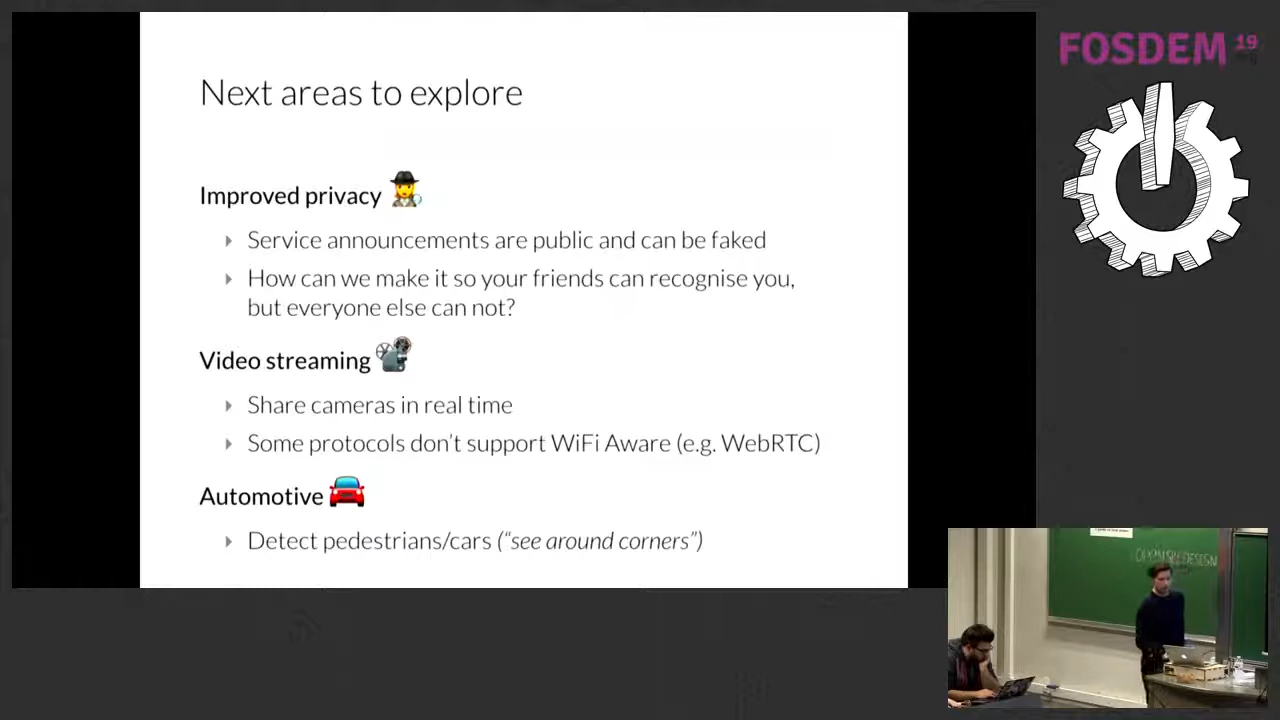 Next areas to explore
Improved privacy
Service announcements are public and can be faked
How can we make it so your friends can recognise you,
but everyone else can not?
Video streaming
Share cameras in real time
Some protocols don't support WiFi Aware (e.g. WebRTC)
Automotive
Detect pedestrians/cars (“see around corners”)
FOSDEM 19